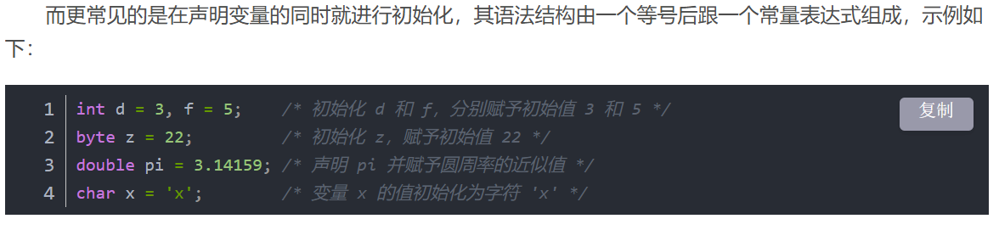 而更常见的是在声明变量的同时就进行初始化，其语法结构由一个等号后跟一个常量表达式组成，示例如
下：
复制
1 int d = 3, f = 5; /* 初始化 d 和 f，分别赋予初始值 3 和 5 */
2 byte z = 22; /* 初始化 z，赋予初始值 22 */
3 double pi = 3.14159; /* 声明 pi 并赋予圆周率的近似值 */
4 char x = 'x'; /* 变量 x 的值初始化为字符 'x' */